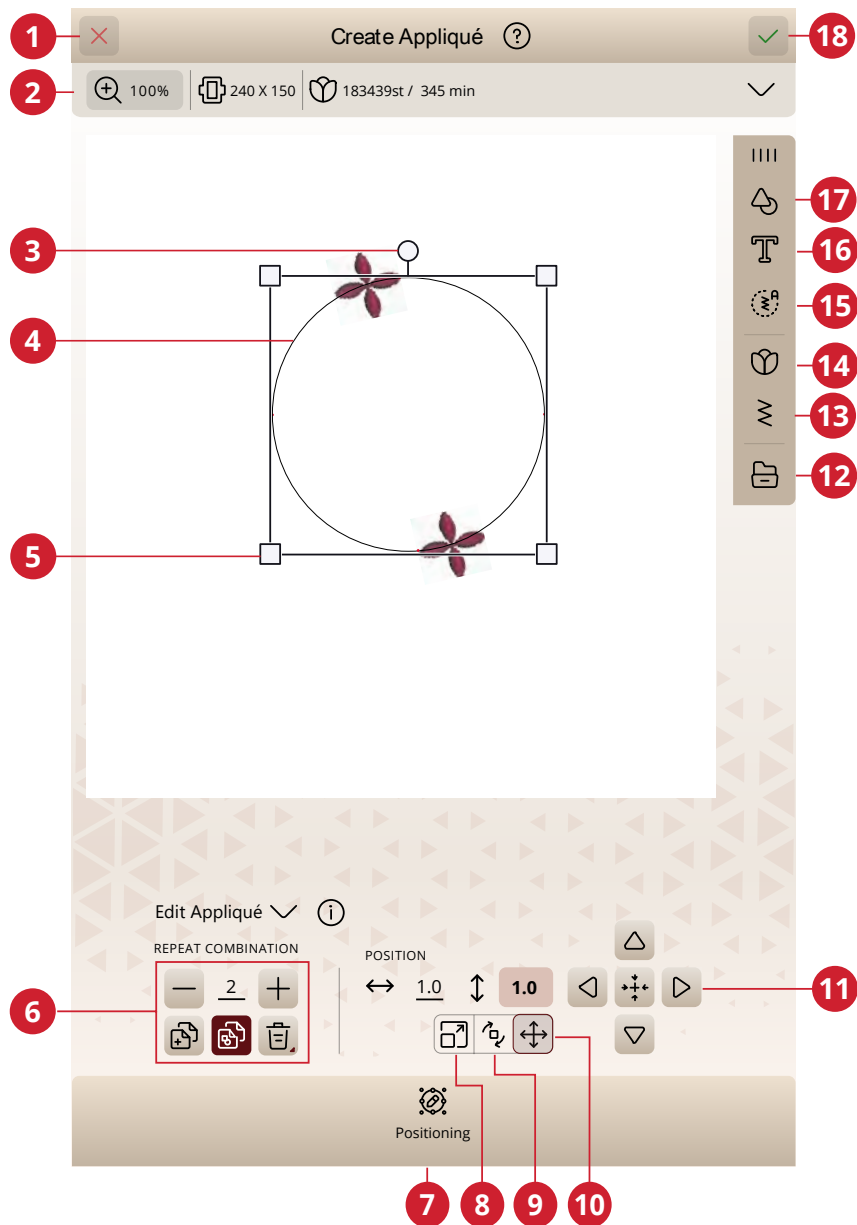 1
Create Appliqué ?
18
2
100% 240 X 150 183439st / 345 min
3
17
16
4
15
14
13
12
5
Edit Appliqué i
REPEAT COMBINATION
POSITION
6
2
1.0 1.0
11
Positioning
7 8 9 10